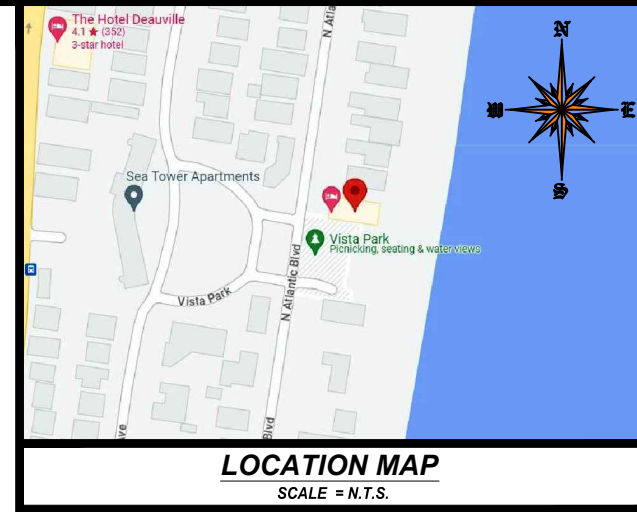 The Hotel Deauville
4.1 ★ (352)
3-star hotel
N Atla
N
W
E
S
Sea Tower Apartments
Vista Park
Picnicking, seating & water views
N Atlantic Blvd
Vista Park
Ave
Blvd
LOCATION MAP
SCALE = N.T.S.